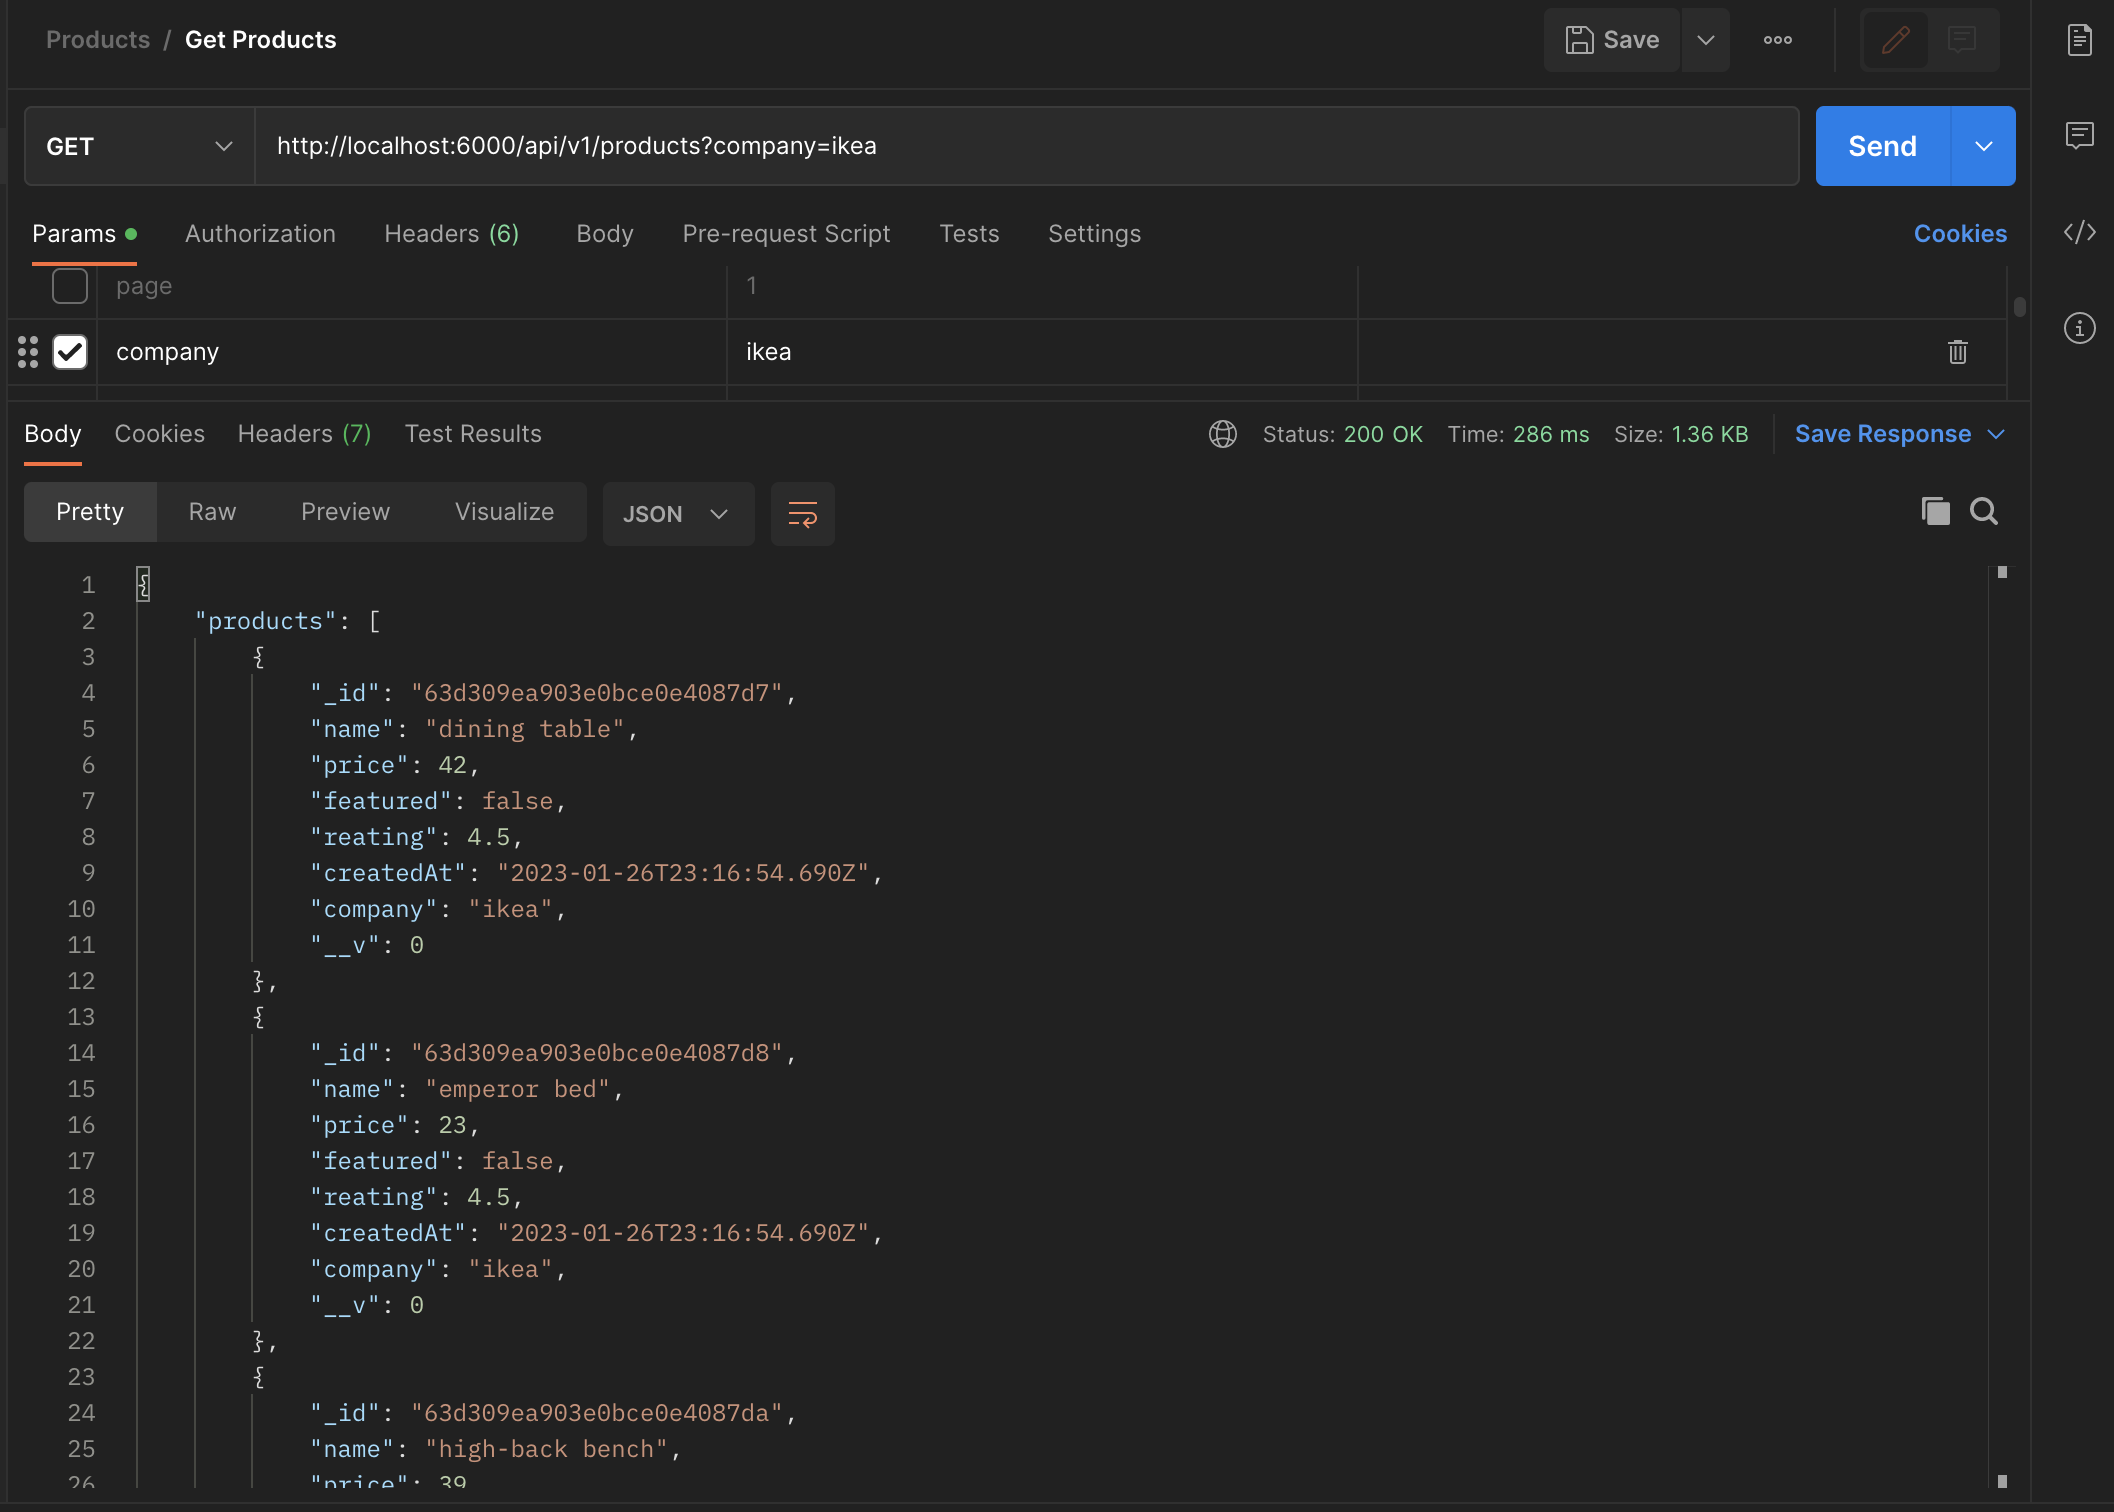 Products / Get Products
Save
GET http://localhost:6000/api/v1/products?company=ikea Send
Params Authorization Headers (6) Body Pre-request Script Tests Settings Cookies
page 1
company ikea
Body Cookies Headers (7) Test Results Status: 200 OK Time: 286 ms Size: 1.36 KB Save Response
Pretty Raw Preview Visualize JSON
1 {
2 "products": [
3 {
4 "_id": "63d309ea903e0bce0e4087d7",
5 "name": "dining table",
6 "price": 42,
7 "featured": false,
8 "reating": 4.5,
9 "createdAt": "2023-01-26T23:16:54.690Z",
10 "company": "ikea",
11 "__v": 0
12 },
13 {
14 "_id": "63d309ea903e0bce0e4087d8",
15 "name": "emperor bed",
16 "price": 23,
17 "featured": false,
18 "reating": 4.5,
19 "createdAt": "2023-01-26T23:16:54.690Z",
20 "company": "ikea",
21 "__v": 0
22 },
23 {
24 "_id": "63d309ea903e0bce0e4087da",
25 "name": "high-back bench",
26 "price": 39